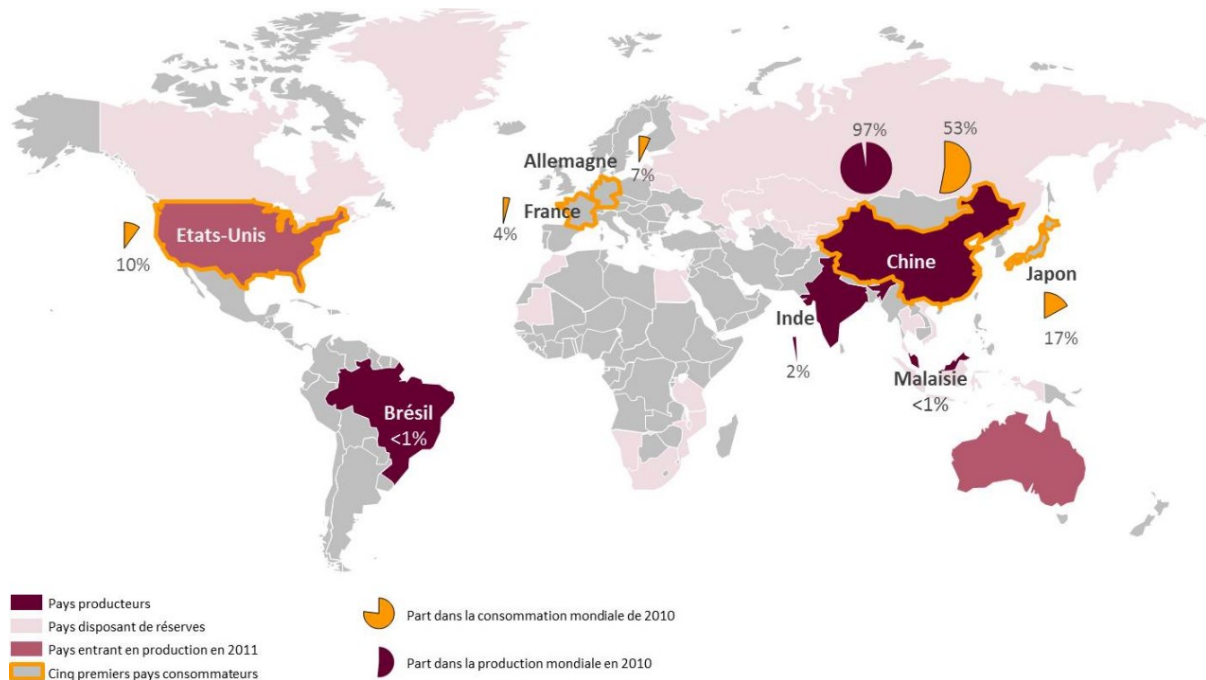 97%
53%
Allemagne
7%
France
4%
Etats-Unis
10%
Chine
Japon
17%
Inde
2%
Malaisie
<1%
Brésil
<1%
Pays producteurs
Pays disposant de réserves
Pays entrant en production en 2011
Cinq premiers pays consommateurs
Part dans la consommation mondiale de 2010
Part dans la production mondiale en 2010